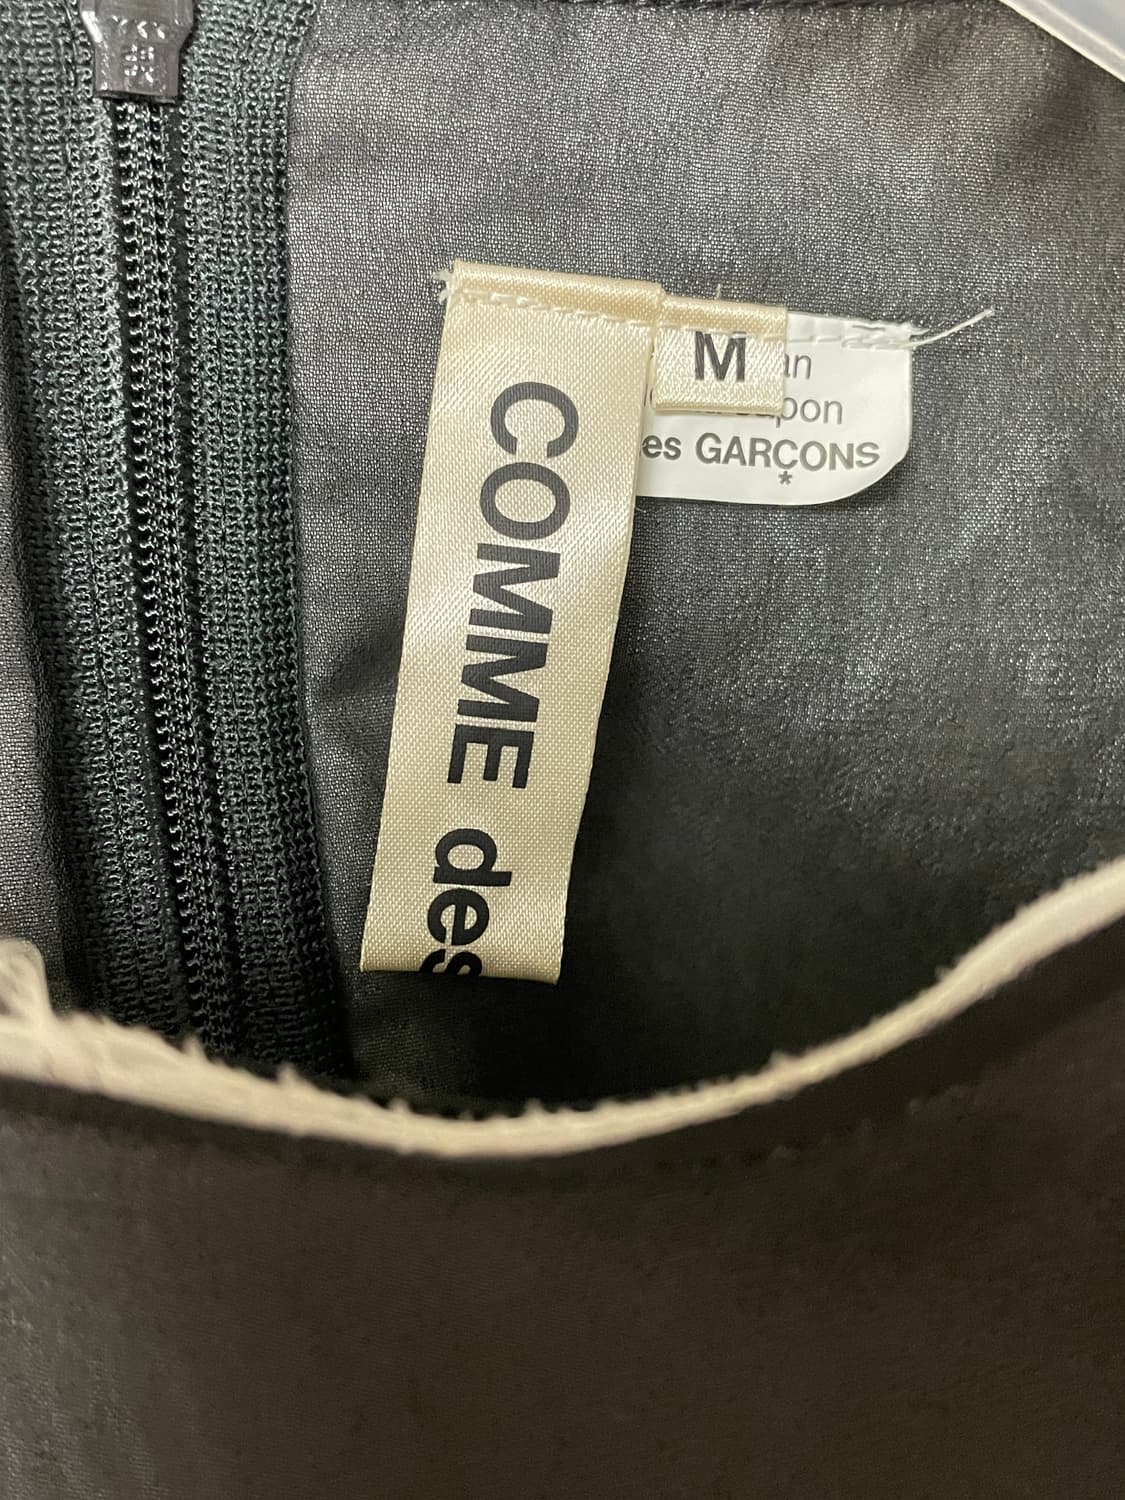 COMME des
M
an
pon
es GARÇONS
*